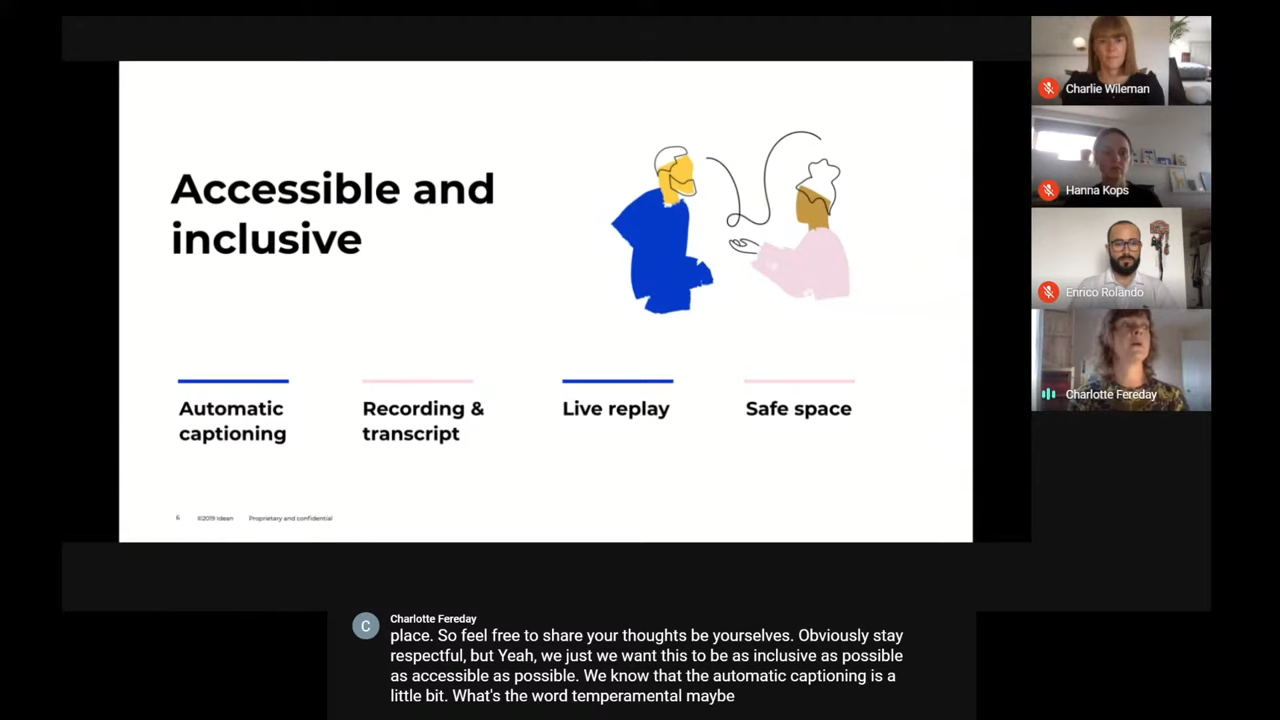 Accessible and
inclusive
Automatic
captioning
Recording &
transcript
Live replay
Safe space
6 ©2019 Idean Proprietary and confidential
Charlie Wileman
Hanna Kops
Enrico Rolando
Charlotte Fereday
C
Charlotte Fereday
place. So feel free to share your thoughts be yourselves. Obviously stay
respectful, but Yeah, we just we want this to be as inclusive as possible
as accessible as possible. We know that the automatic captioning is a
little bit. What's the word temperamental maybe